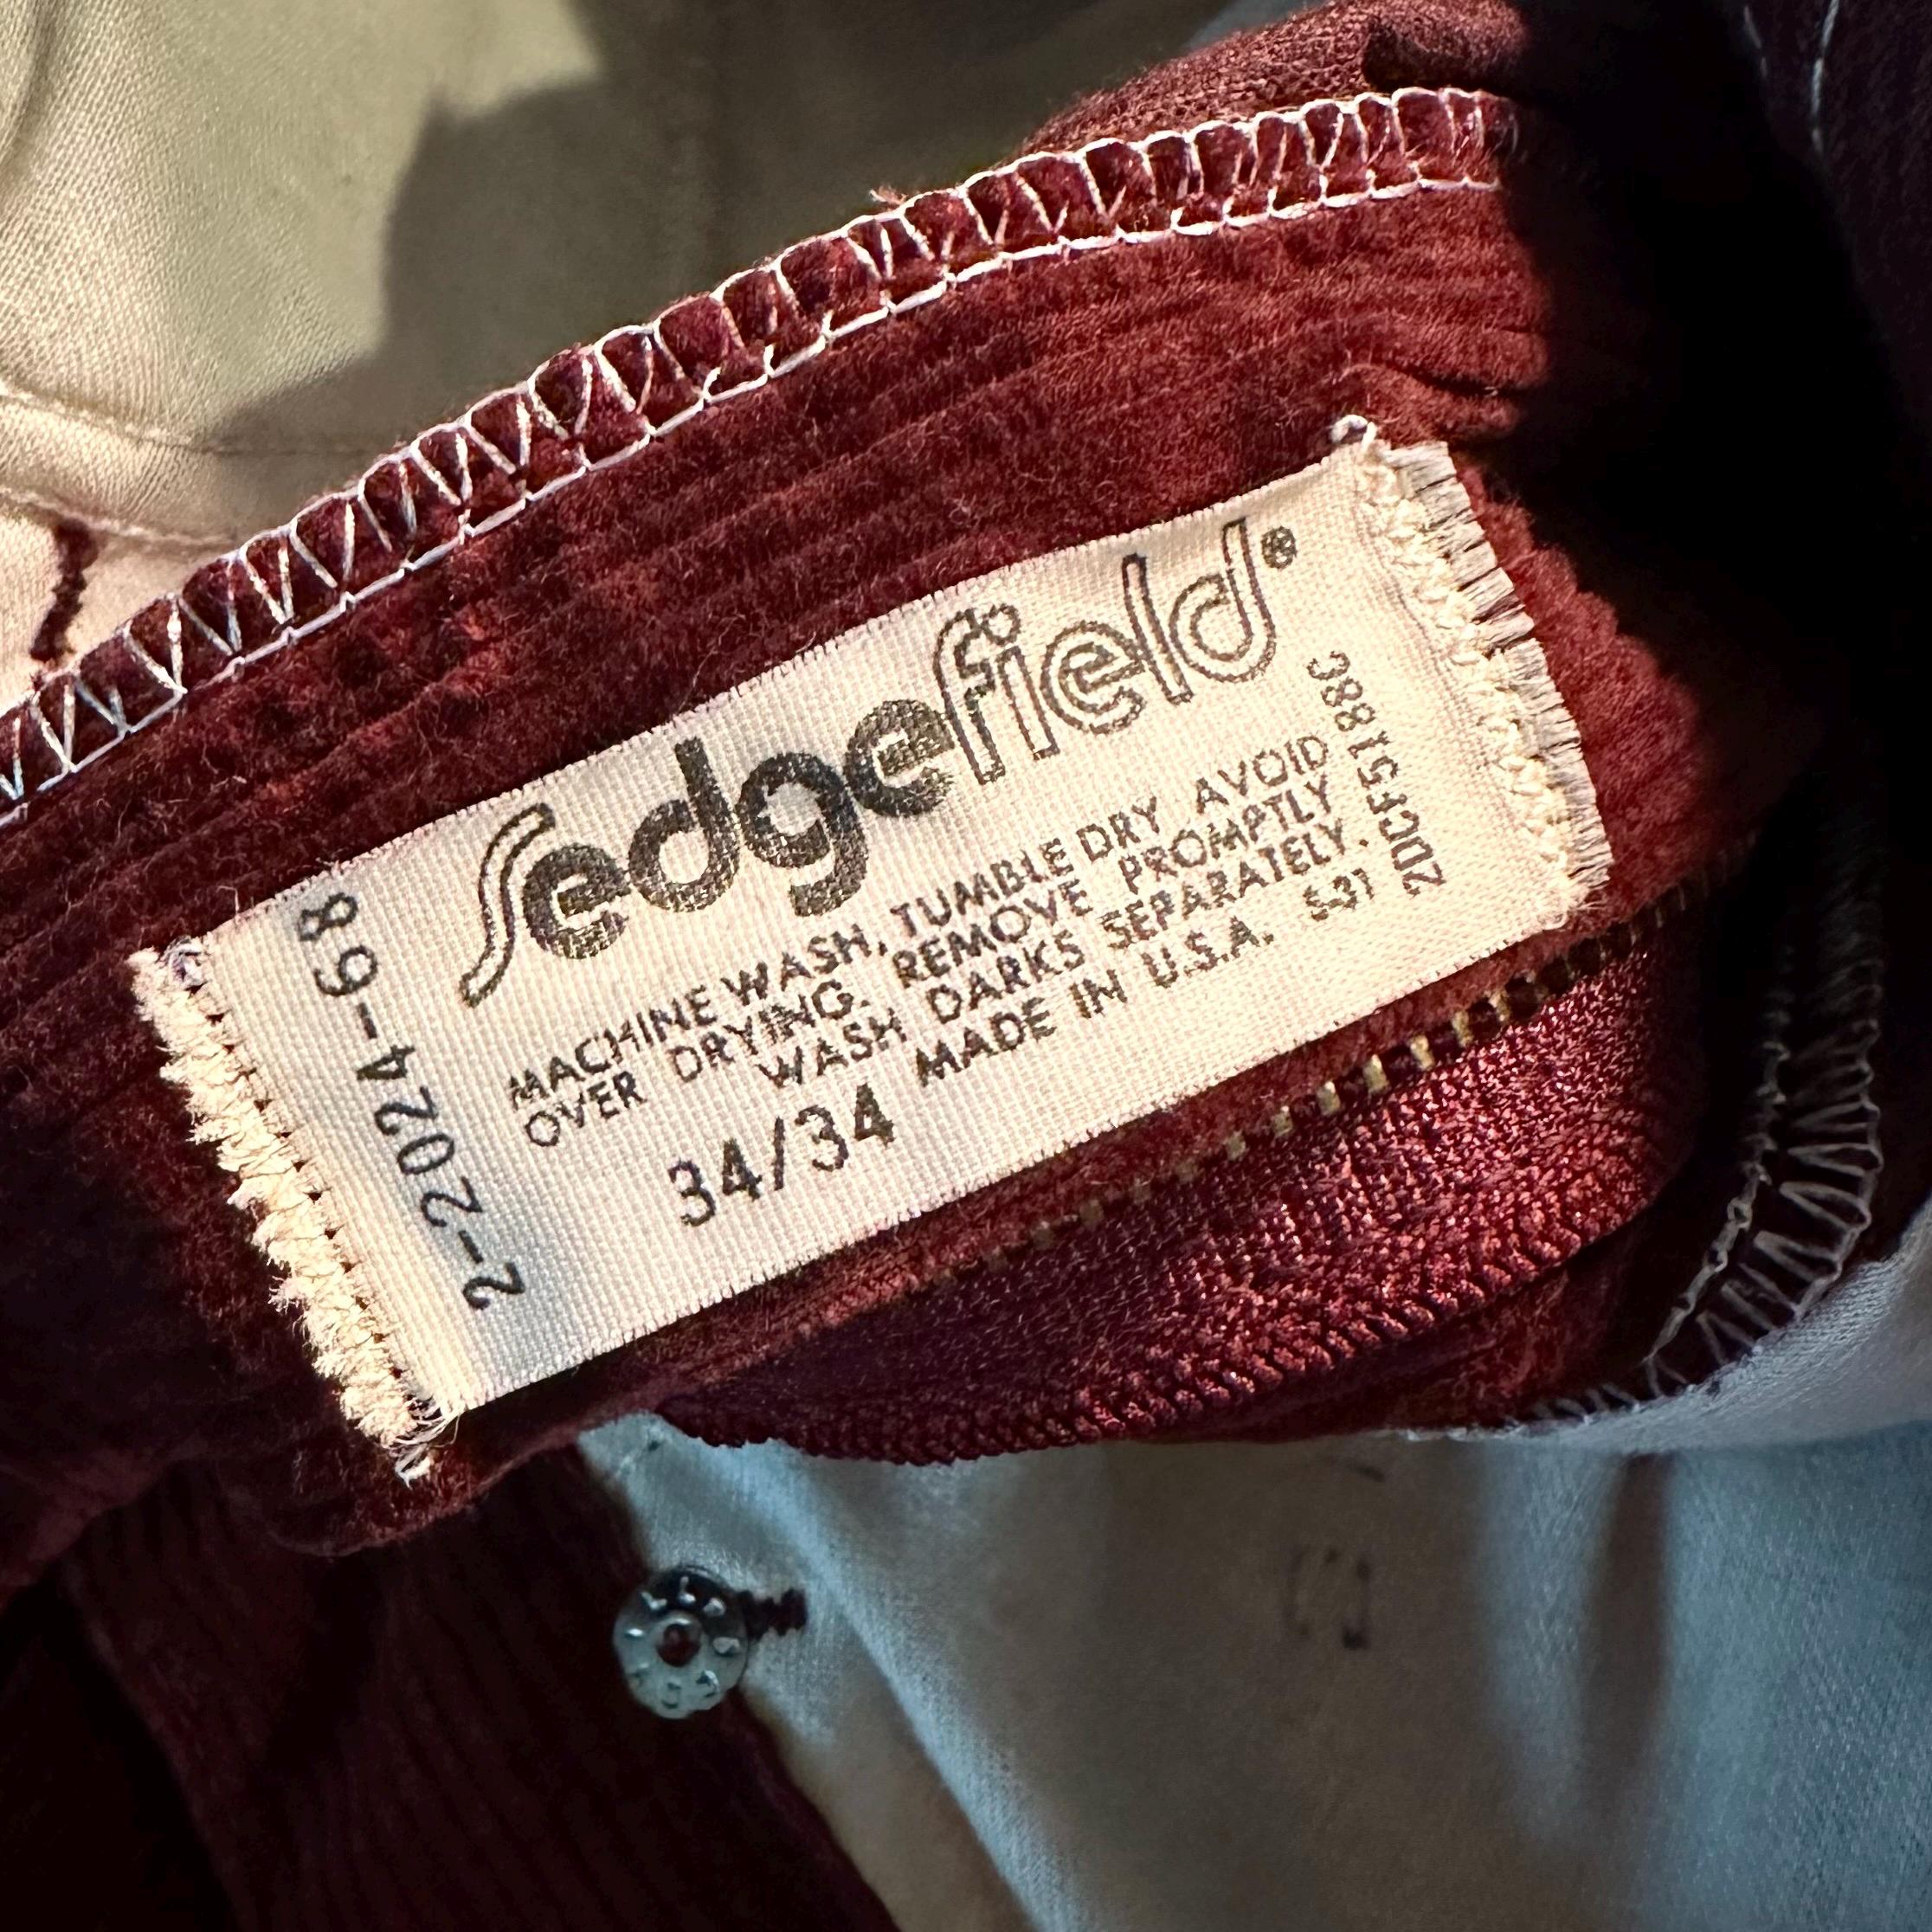 Sedgefield®
MACHINE WASH, TUMBLE DRY AVOID
OVER DRYING. REMOVE PROMPTLY
WASH DARKS SEPARATELY.
MADE IN U.S.A. 531
34/34
2-2024-68
2DCF5188C